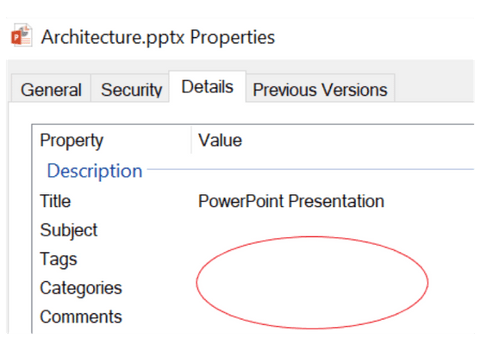 Architecture.pptx Properties
General Security Details Previous Versions
Property Value
Description
Title PowerPoint Presentation
Subject
Tags
Categories
Comments